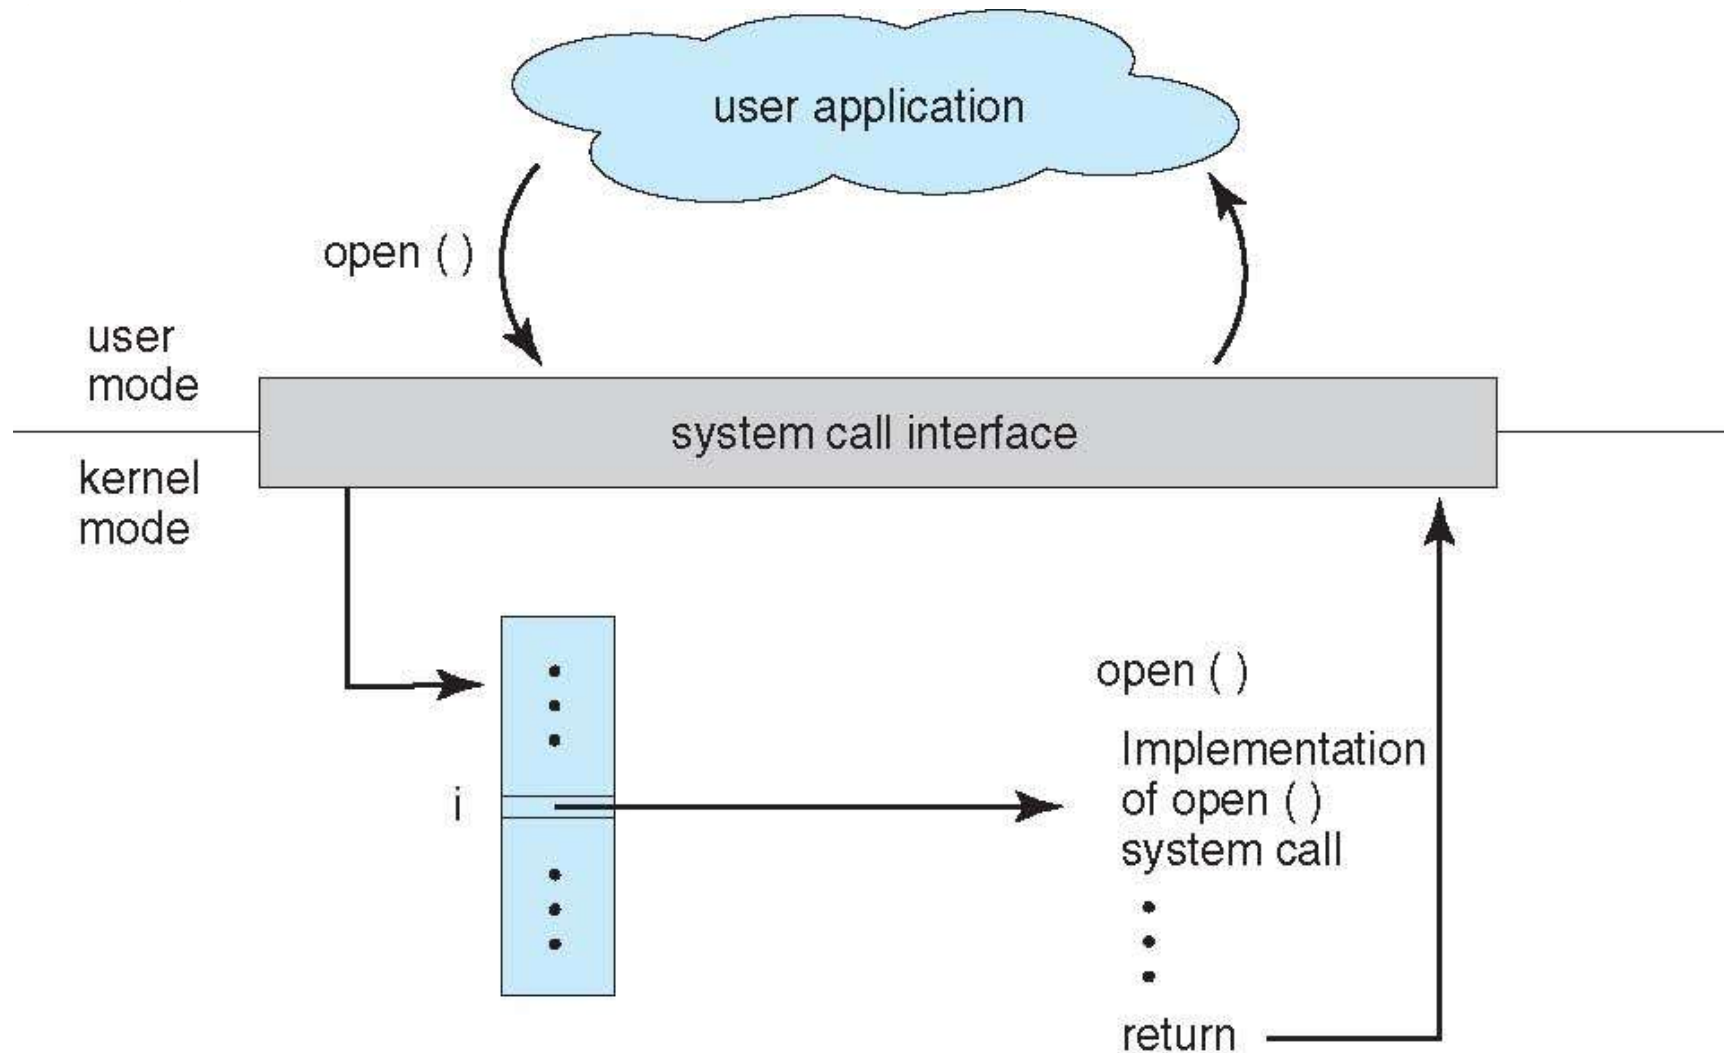 user application
open ( )
user
mode
system call interface
kernel
mode
open ( )
Implementation
of open ( )
system call
i
return